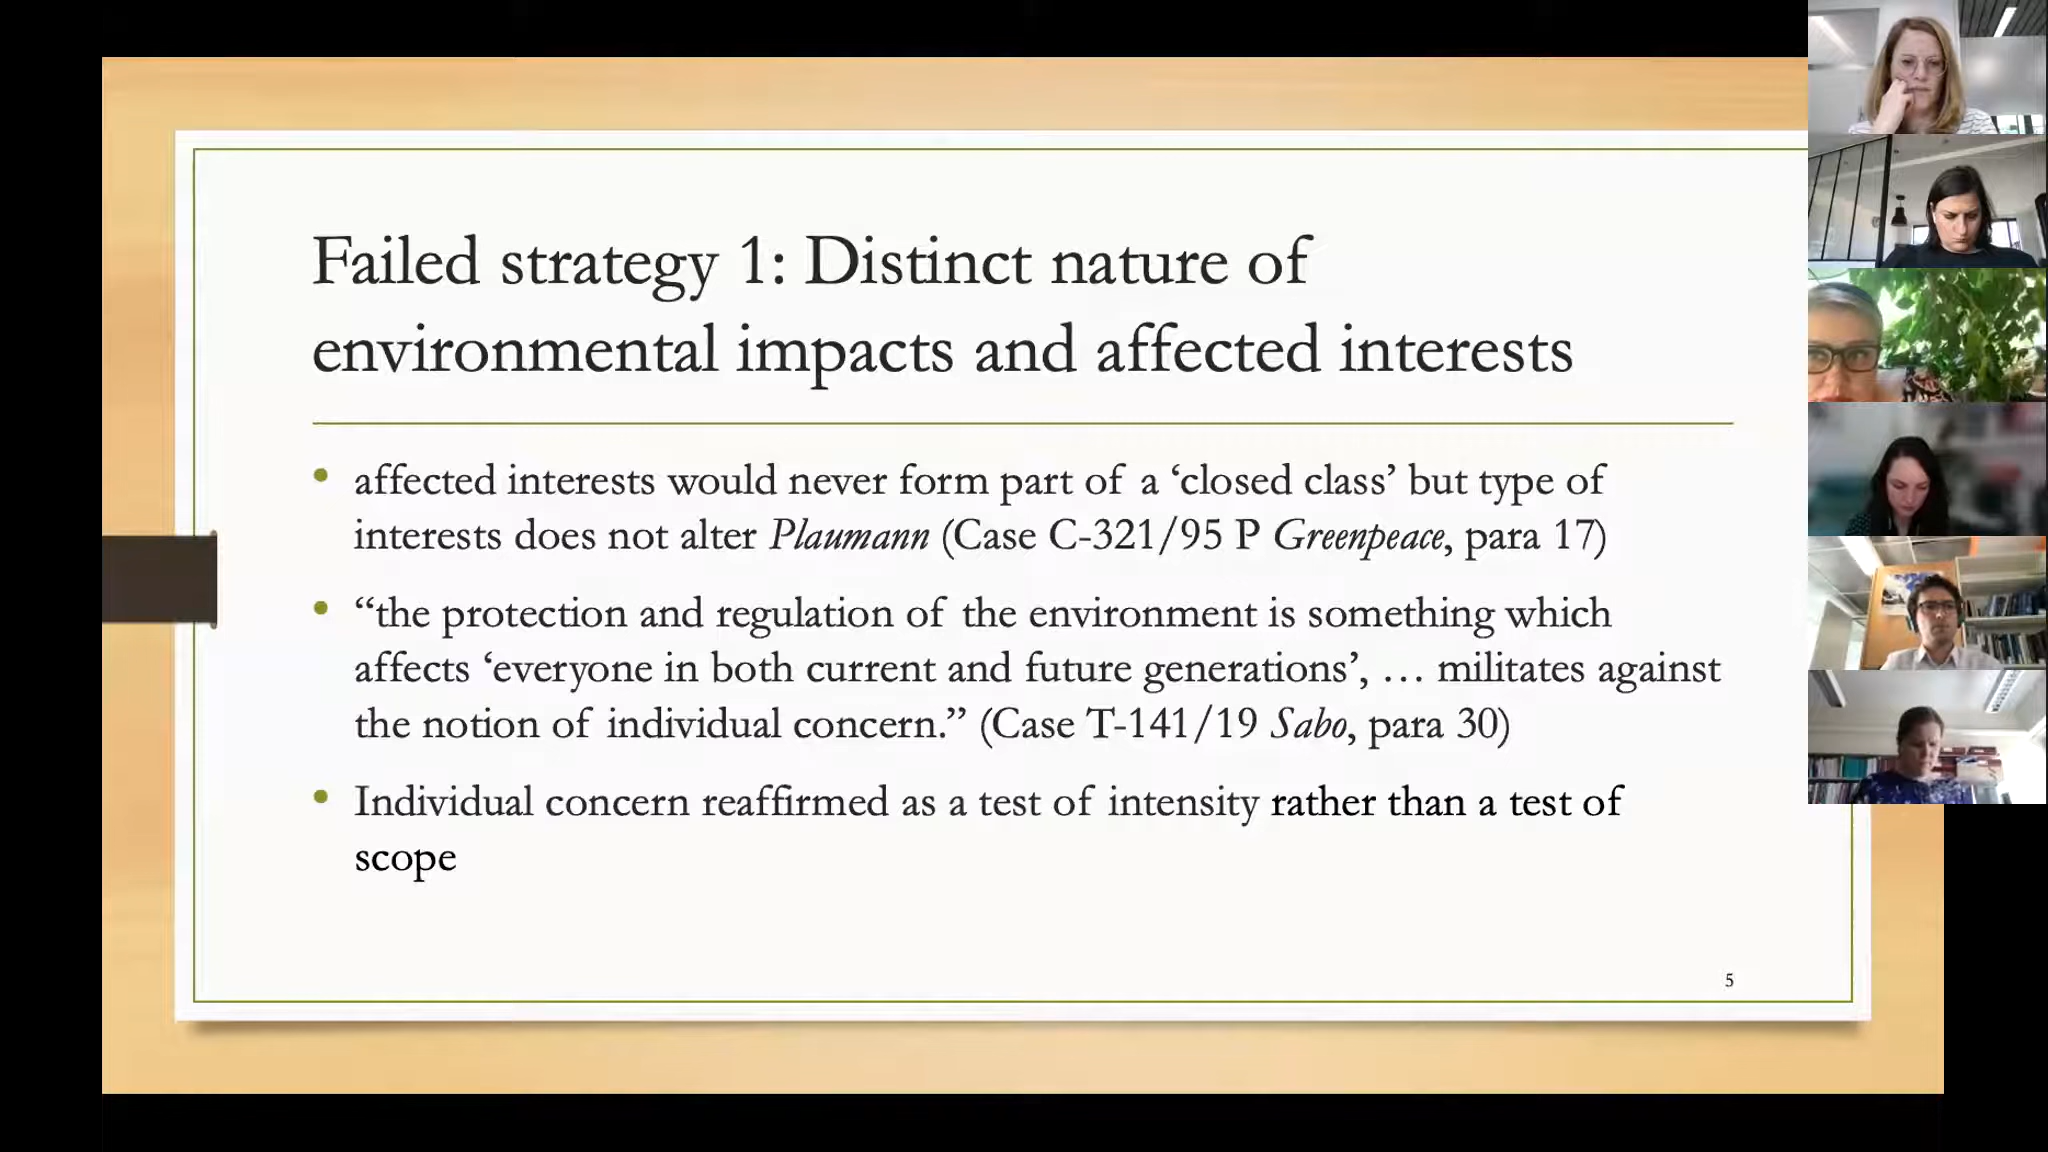 Failed strategy 1: Distinct nature of
environmental impacts and affected interests
• affected interests would never form part of a ‘closed class’ but type of
interests does not alter Plaumann (Case C-321/95 P Greenpeace, para 17)
• “the protection and regulation of the environment is something which
affects ‘everyone in both current and future generations’, … militates against
the notion of individual concern.” (Case T-141/19 Sabo, para 30)
• Individual concern reaffirmed as a test of intensity rather than a test of
scope
5